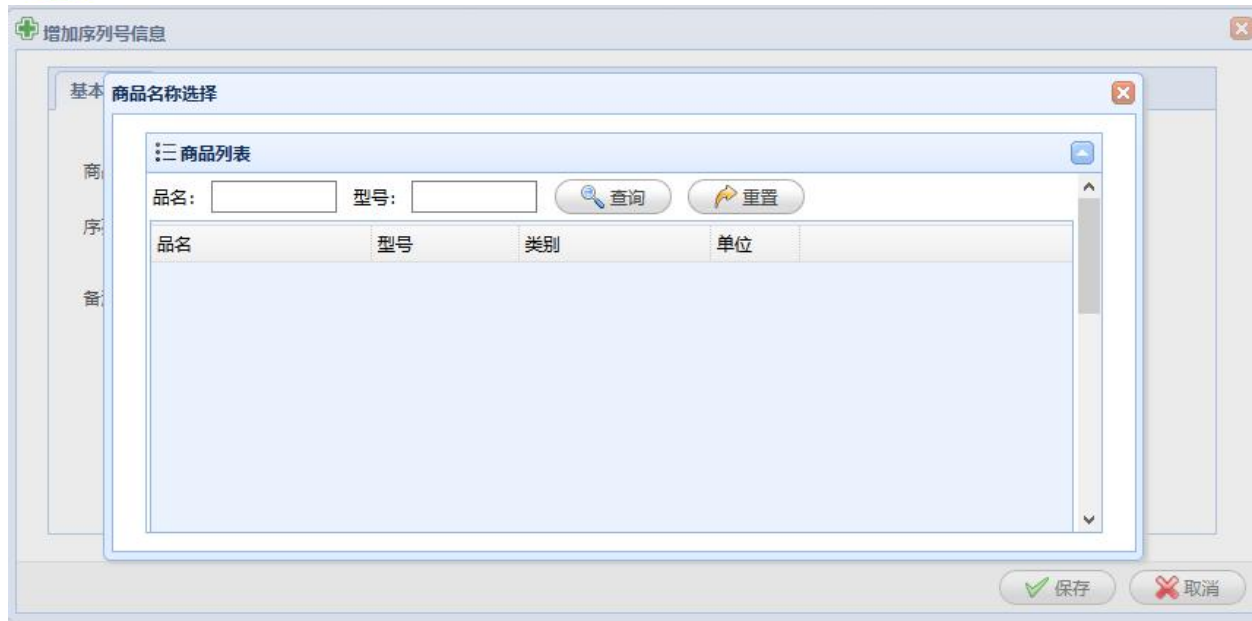 增加序列号信息
基本
商品名称选择
商品列表
品名: 型号: 查询 重置
品名 型号 类别 单位
商
序
备
保存 取消